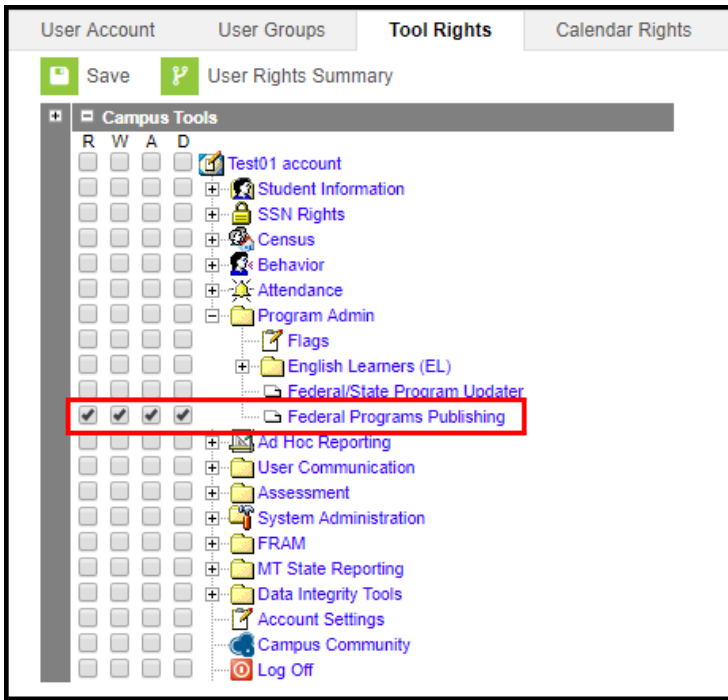 User Account User Groups Tool Rights Calendar Rights
Save User Rights Summary
Campus Tools
R W A D
Test01 account
Student Information
SSN Rights
Census
Behavior
Attendance
Program Admin
Flags
English Learners (EL)
Federal/State Program Updater
Federal Programs Publishing
Ad Hoc Reporting
User Communication
Assessment
System Administration
FRAM
MT State Reporting
Data Integrity Tools
Account Settings
Campus Community
Log Off